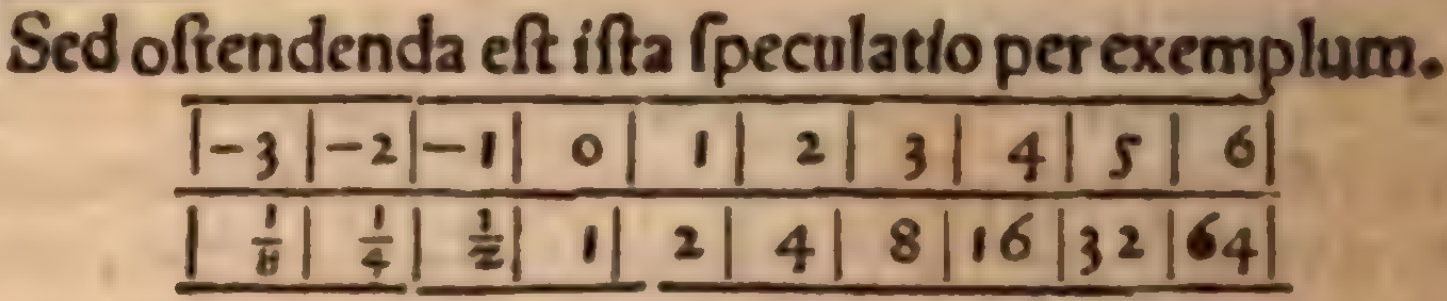 Sed oſtendenda eſt iſta ſpeculatio per exemplum.
|-3|-2|-1| 0| 1| 2| 3| 4| 5| 6|
| 1/8| 1/4| 1/2| 1| 2| 4| 8|16|32|64|